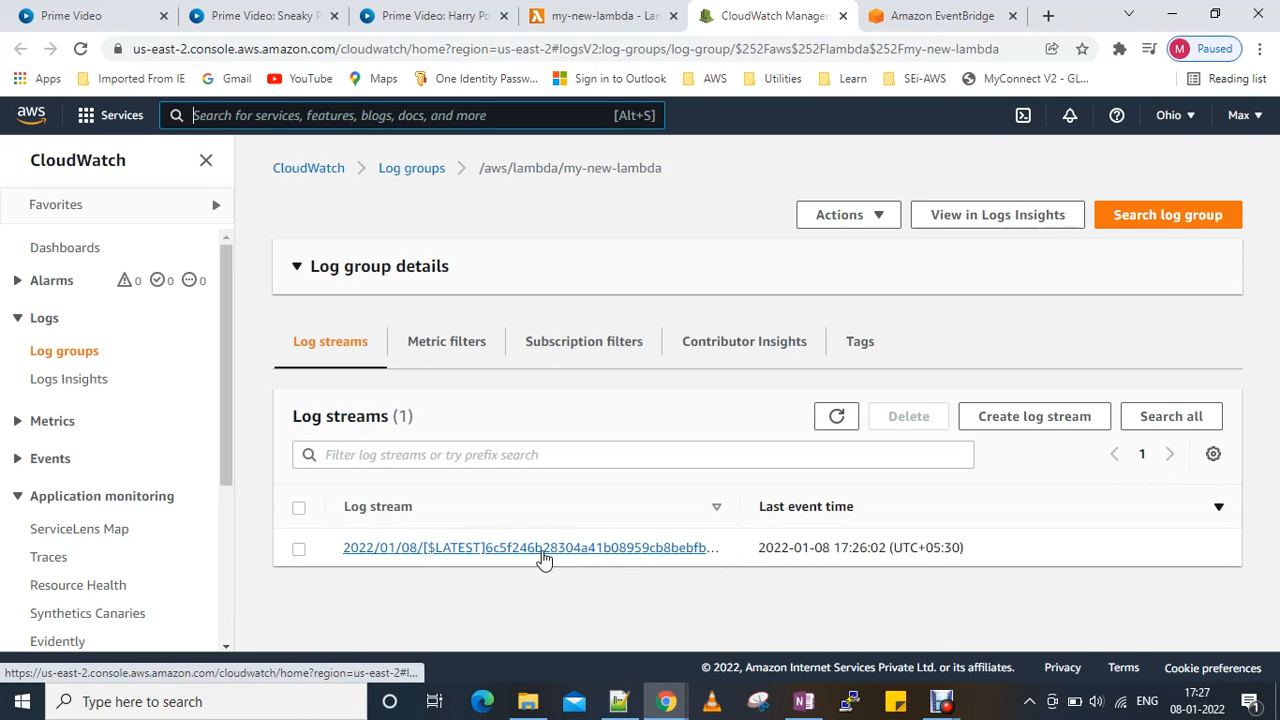 Prime Video
Prime Video: Sneaky P
Prime Video: Harry Po
my-new-lambda - Lam
CloudWatch Manage
Amazon EventBridge
us-east-2.console.aws.amazon.com/cloudwatch/home?region=us-east-2#logsV2:log-groups/log-group/$252Faws$252Flambda$252Fmy-new-lambda
M Paused
Apps
Imported From IE
Gmail
YouTube
Maps
One Identity Passw...
Sign in to Outlook
AWS
Utilities
Learn
SEi-AWS
MyConnect V2 - GL...
Reading list
aws
Services
Search for services, features, blogs, docs, and more
[Alt+S]
Ohio
Max
CloudWatch
Favorites
Dashboards
Alarms
0
0
0
Logs
Log groups
Logs Insights
Metrics
Events
Application monitoring
ServiceLens Map
Traces
Resource Health
Synthetics Canaries
Evidently
CloudWatch
Log groups
/aws/lambda/my-new-lambda
Actions
View in Logs Insights
Search log group
Log group details
Log streams
Metric filters
Subscription filters
Contributor Insights
Tags
Log streams (1)
Delete
Create log stream
Search all
Filter log streams or try prefix search
1
Log stream
Last event time
2022/01/08/[$LATEST]6c5f246b28304a41b08959cb8bebfb...
2022-01-08 17:26:02 (UTC+05:30)
https://us-east-2.console.aws.amazon.com/cloudwatch/home?region=us-east-2#l...
© 2022, Amazon Internet Services Private Ltd. or its affiliates.
Privacy
Terms
Cookie preferences
Type here to search
ENG
17:27
08-01-2022
1